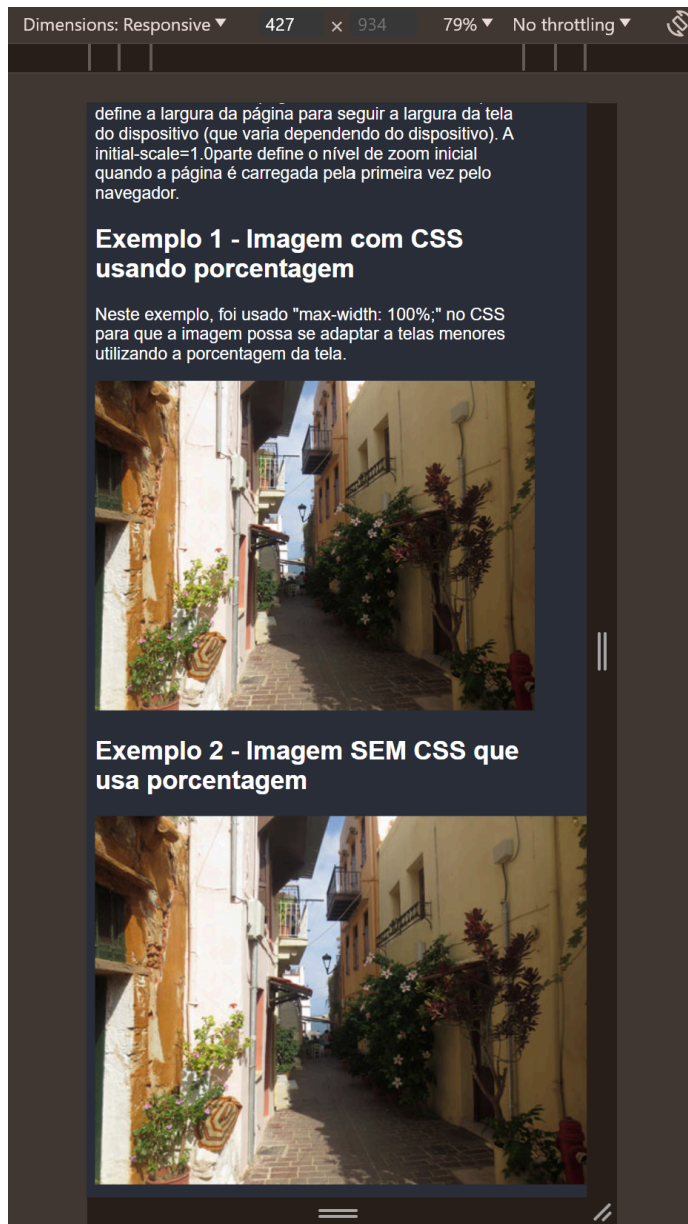 Dimensions: Responsive ▼ 427 × 934 79% ▼ No throttling ▼
define a largura da página para seguir a largura da tela
do dispositivo (que varia dependendo do dispositivo). A
initial-scale=1.0parte define o nível de zoom inicial
quando a página é carregada pela primeira vez pelo
navegador.
Exemplo 1 - Imagem com CSS
usando porcentagem
Neste exemplo, foi usado "max-width: 100%;" no CSS
para que a imagem possa se adaptar a telas menores
utilizando a porcentagem da tela.
Exemplo 2 - Imagem SEM CSS que
usa porcentagem